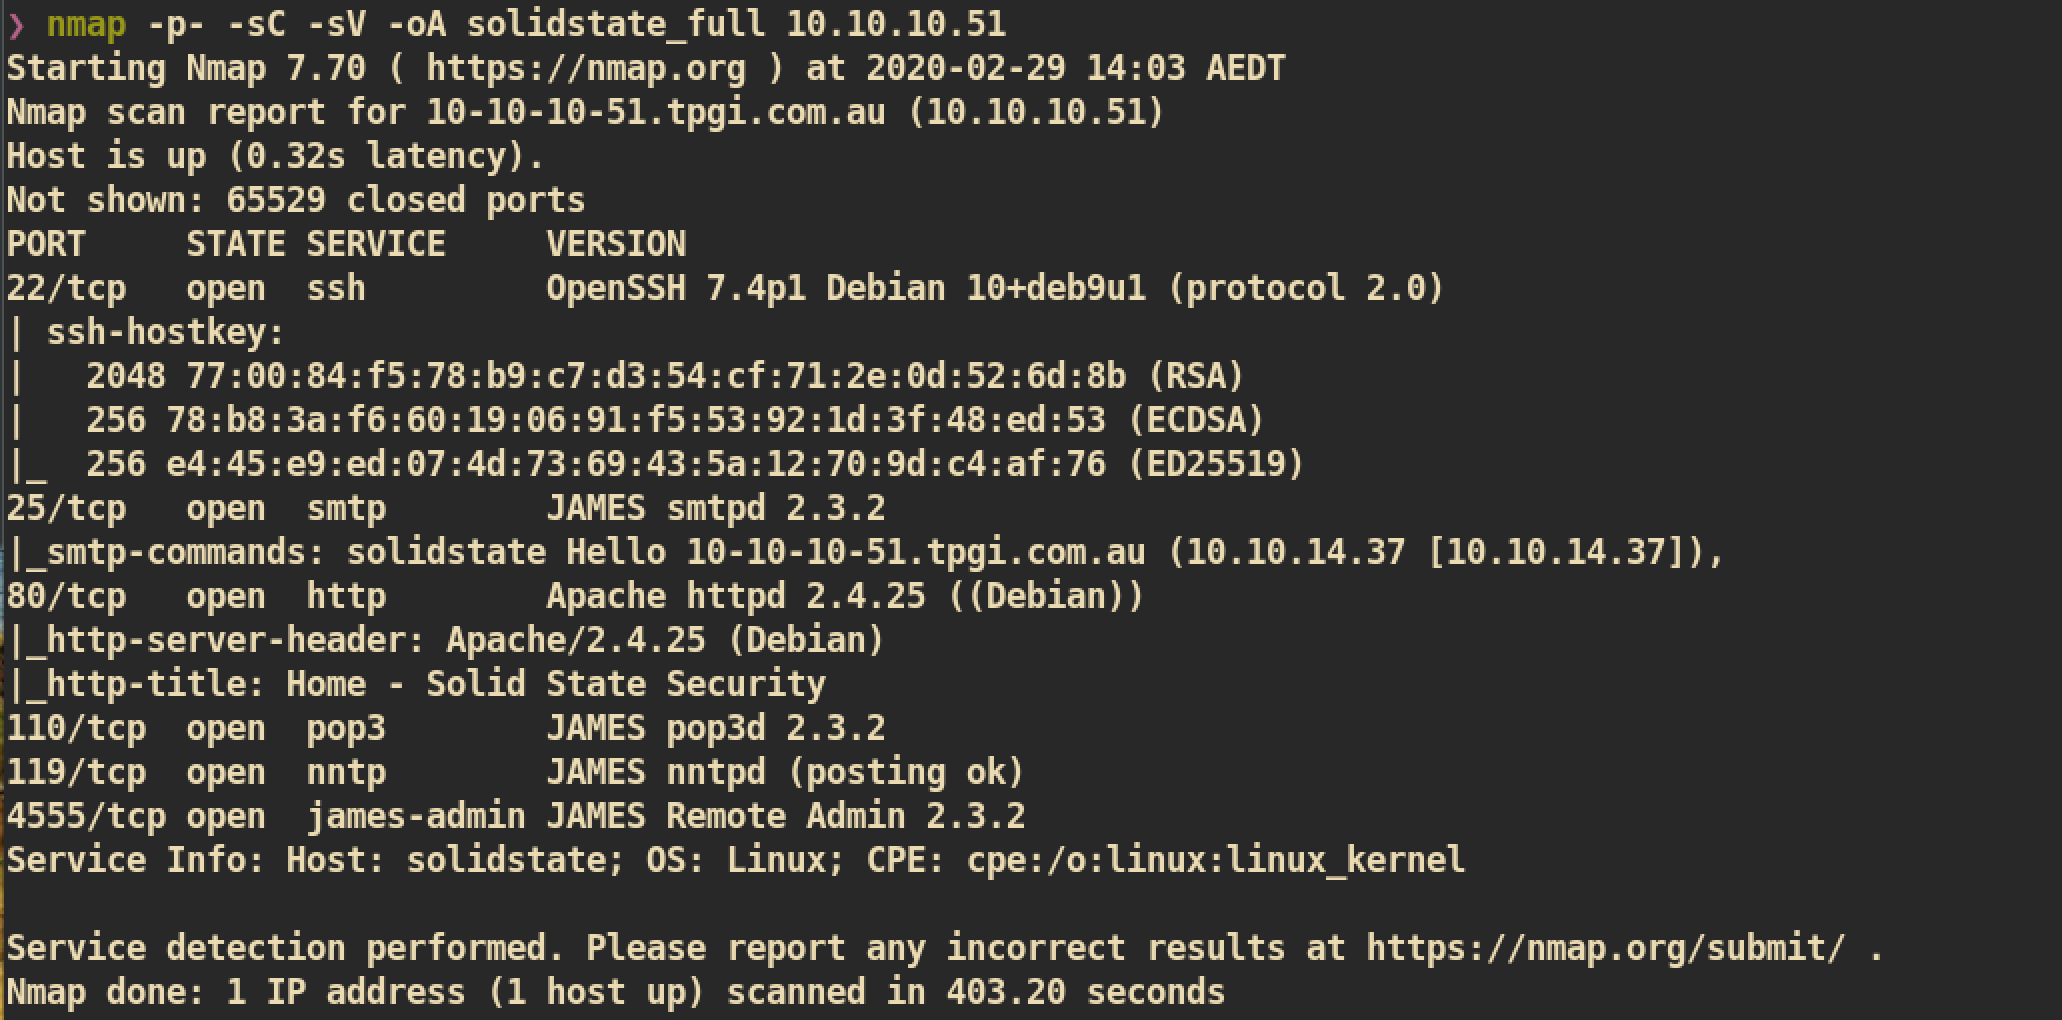 ❯ nmap -p- -sC -sV -oA solidstate_full 10.10.10.51
Starting Nmap 7.70 ( https://nmap.org ) at 2020-02-29 14:03 AEDT
Nmap scan report for 10-10-10-51.tpgi.com.au (10.10.10.51)
Host is up (0.32s latency).
Not shown: 65529 closed ports
PORT     STATE SERVICE     VERSION
22/tcp   open  ssh         OpenSSH 7.4p1 Debian 10+deb9u1 (protocol 2.0)
| ssh-hostkey:
|   2048 77:00:84:f5:78:b9:c7:d3:54:cf:71:2e:0d:52:6d:8b (RSA)
|   256 78:b8:3a:f6:60:19:06:91:f5:53:92:1d:3f:48:ed:53 (ECDSA)
|_  256 e4:45:e9:ed:07:4d:73:69:43:5a:12:70:9d:c4:af:76 (ED25519)
25/tcp   open  smtp        JAMES smtpd 2.3.2
|_smtp-commands: solidstate Hello 10-10-10-51.tpgi.com.au (10.10.14.37 [10.10.14.37]),
80/tcp   open  http        Apache httpd 2.4.25 ((Debian))
|_http-server-header: Apache/2.4.25 (Debian)
|_http-title: Home - Solid State Security
110/tcp  open  pop3        JAMES pop3d 2.3.2
119/tcp  open  nntp        JAMES nntpd (posting ok)
4555/tcp open  james-admin JAMES Remote Admin 2.3.2
Service Info: Host: solidstate; OS: Linux; CPE: cpe:/o:linux:linux_kernel

Service detection performed. Please report any incorrect results at https://nmap.org/submit/ .
Nmap done: 1 IP address (1 host up) scanned in 403.20 seconds